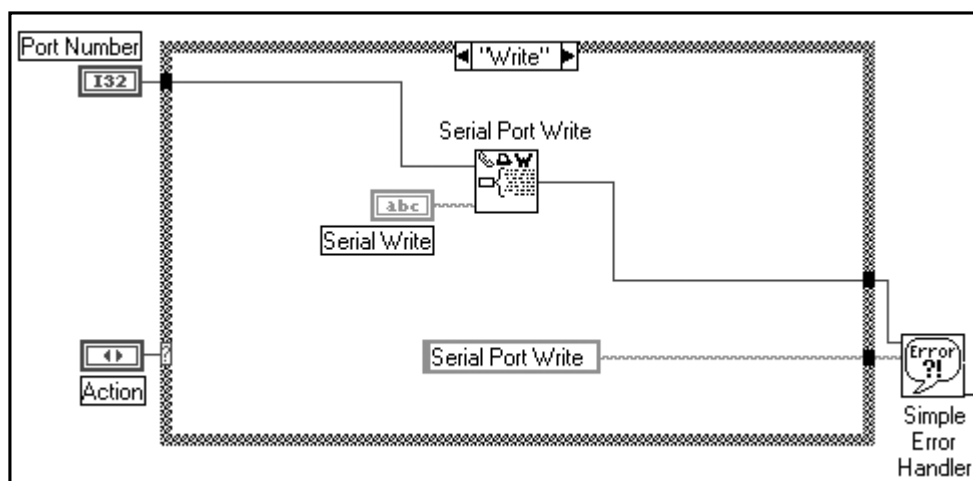 Port Number
I32
"Write"
Serial Port Write
abc
Serial Write
Action
?
Serial Port Write
Error
?!
Simple
Error
Handler